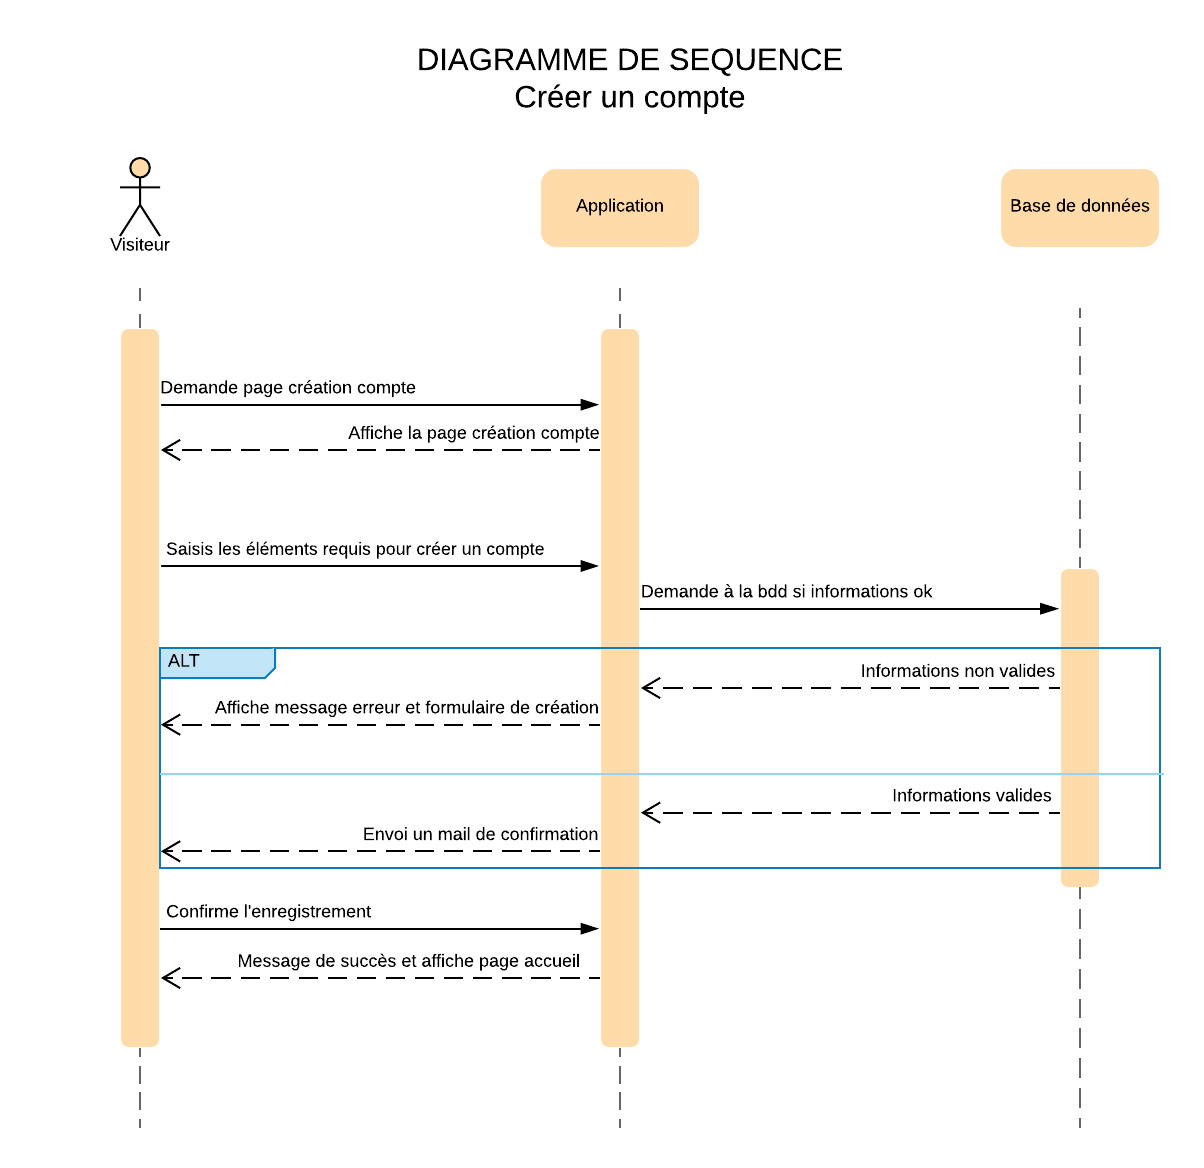 DIAGRAMME DE SEQUENCE
Créer un compte
Visiteur
Application
Base de données
Demande page création compte
Affiche la page création compte
Saisis les éléments requis pour créer un compte
Demande à la bdd si informations ok
ALT
Informations non valides
Affiche message erreur et formulaire de création
Informations valides
Envoi un mail de confirmation
Confirme l'enregistrement
Message de succès et affiche page accueil